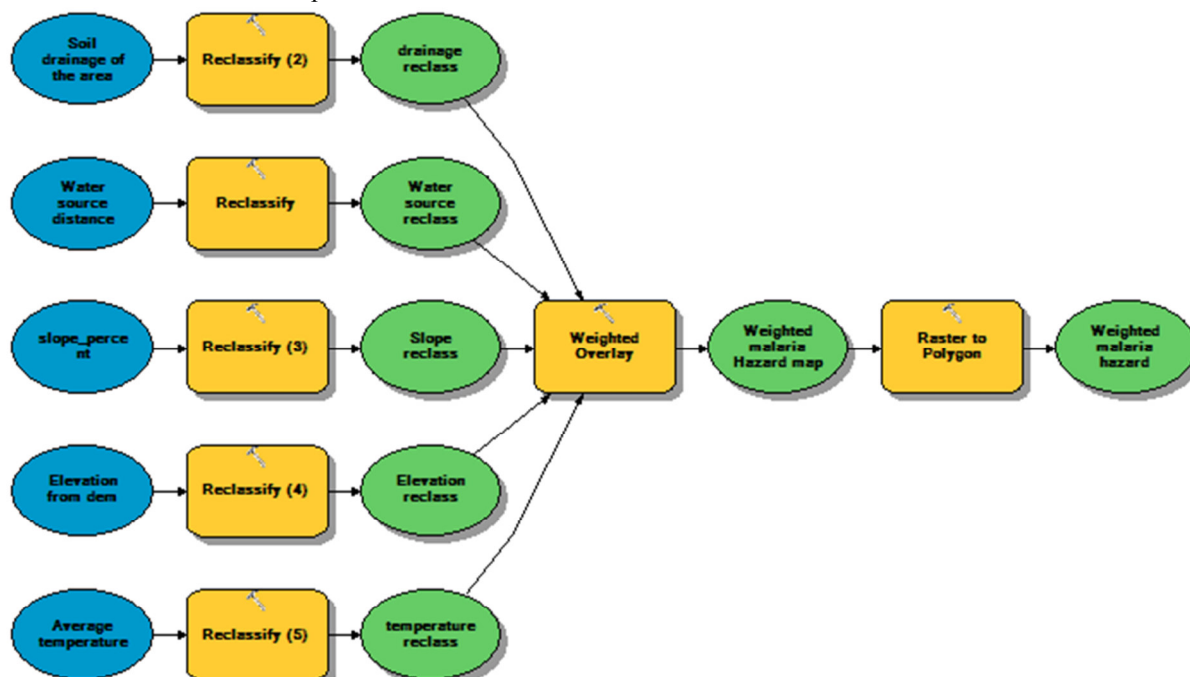 Soil
drainage of
the area
Reclassify (2)
drainage
reclass
Water
source
distance
Reclassify
Water
source
reclass
slope_perce
nt
Reclassify (3)
Slope
reclass
Weighted
Overlay
Weighted
malaria
Hazard map
Raster to
Polygon
Weighted
malaria
hazard
Elevation
from dem
Reclassify (4)
Elevation
reclass
Average
temperature
Reclassify (5)
temperature
reclass